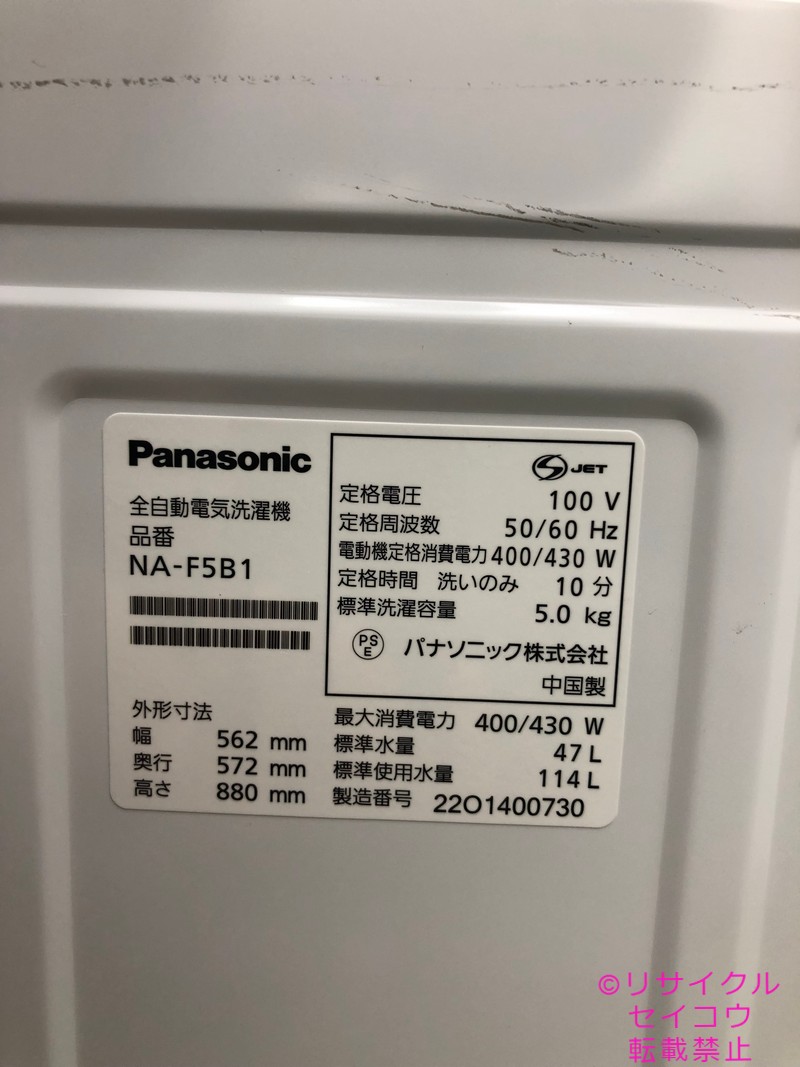 Panasonic
全自動電気洗濯機
品番
NA-F5B1
外形寸法
幅 562 mm
奥行 572 mm
高さ 880 mm
JET
定格電圧 100 V
定格周波数 50/60 Hz
電動機定格消費電力 400/430 W
定格時間 洗いのみ 10 分
標準洗濯容量 5.0 kg
PS
E パナソニック株式会社
中国製
最大消費電力 400/430 W
標準水量 47 L
標準使用水量 114 L
製造番号 22O1400730
©リサイクル
セイコウ
転載禁止